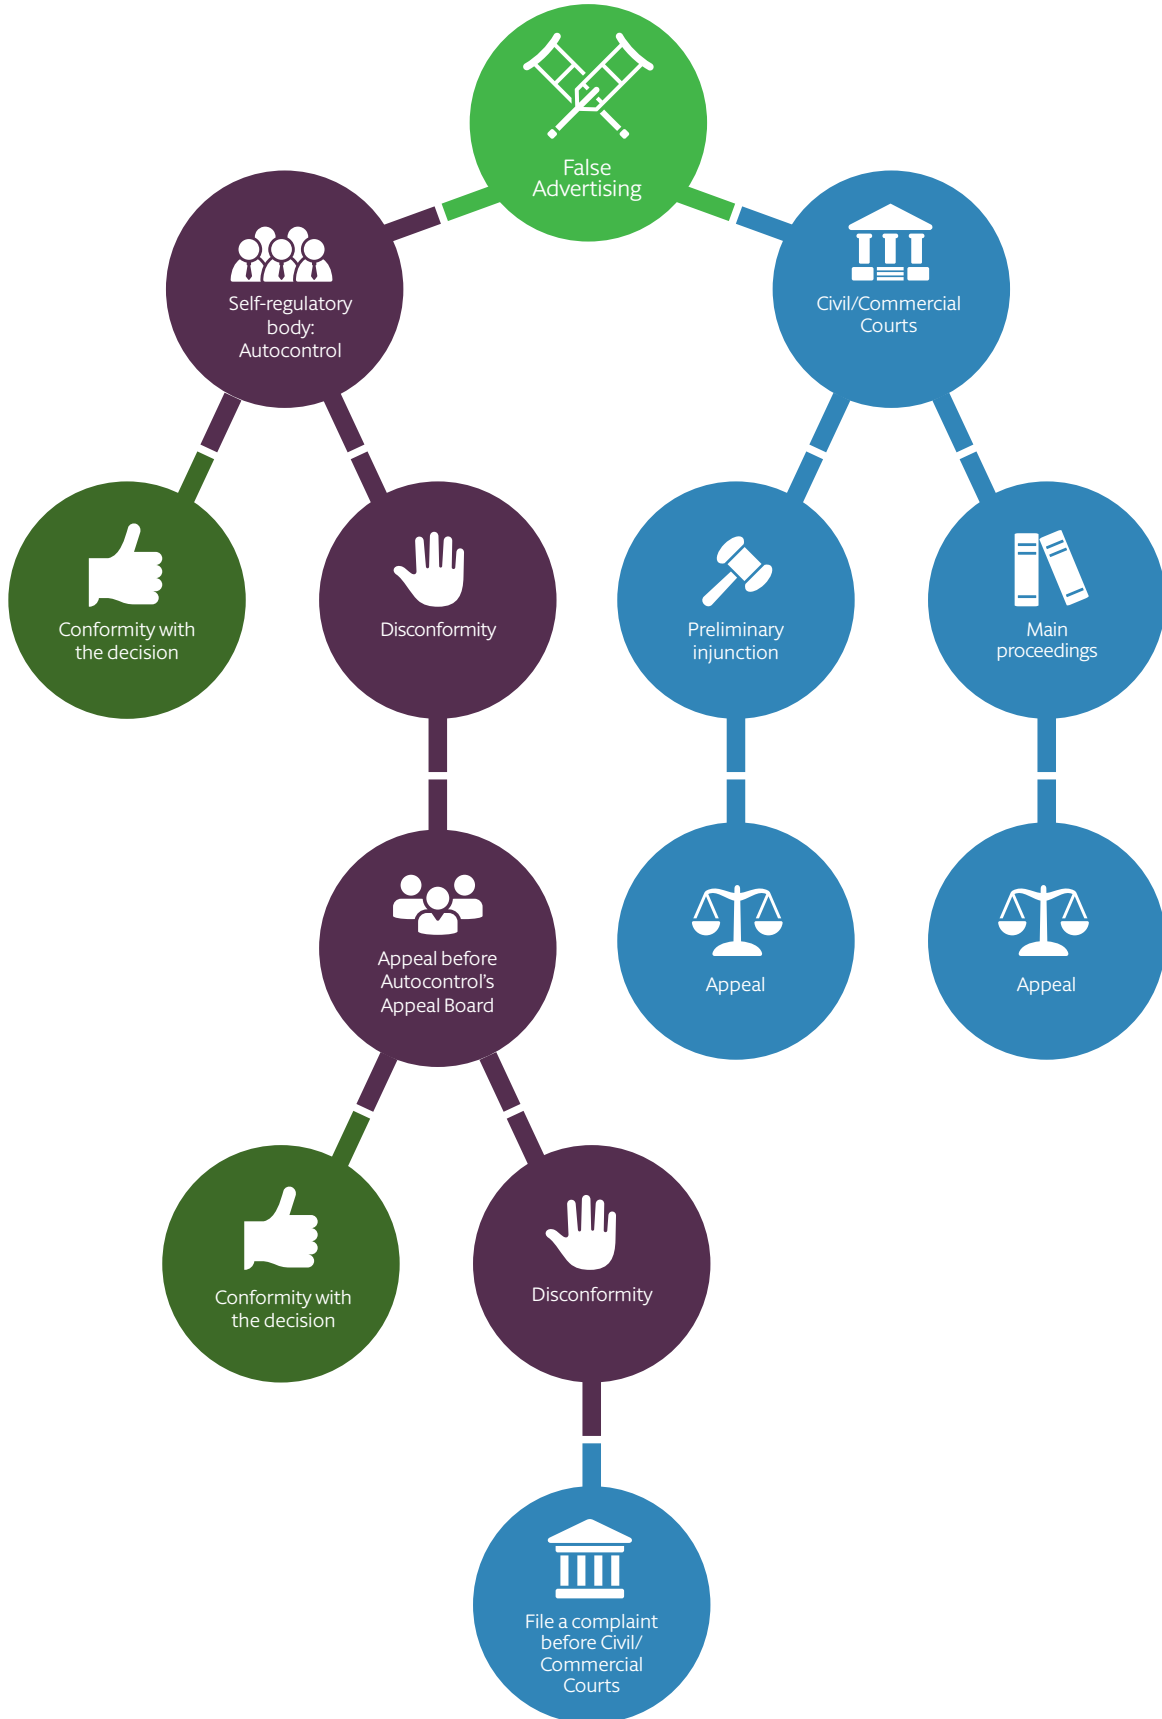 False
Advertising
Self-regulatory
body:
Autocontrol
Civil/Commercial
Courts
Conformity with
the decision
Disconformity
Preliminary
injunction
Main
proceedings
Appeal before
Autocontrol's
Appeal Board
Appeal
Appeal
Conformity with
the decision
Disconformity
File a complaint
before Civil/
Commercial
Courts